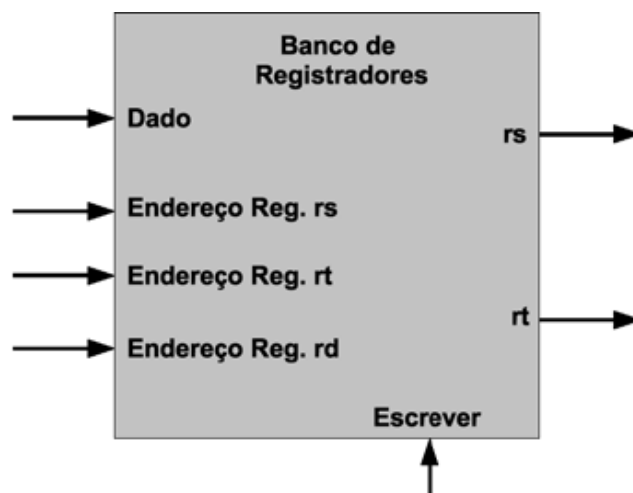 Banco de
Registradores
Dado
rs
Endereço Reg. rs
Endereço Reg. rt
rt
Endereço Reg. rd
Escrever